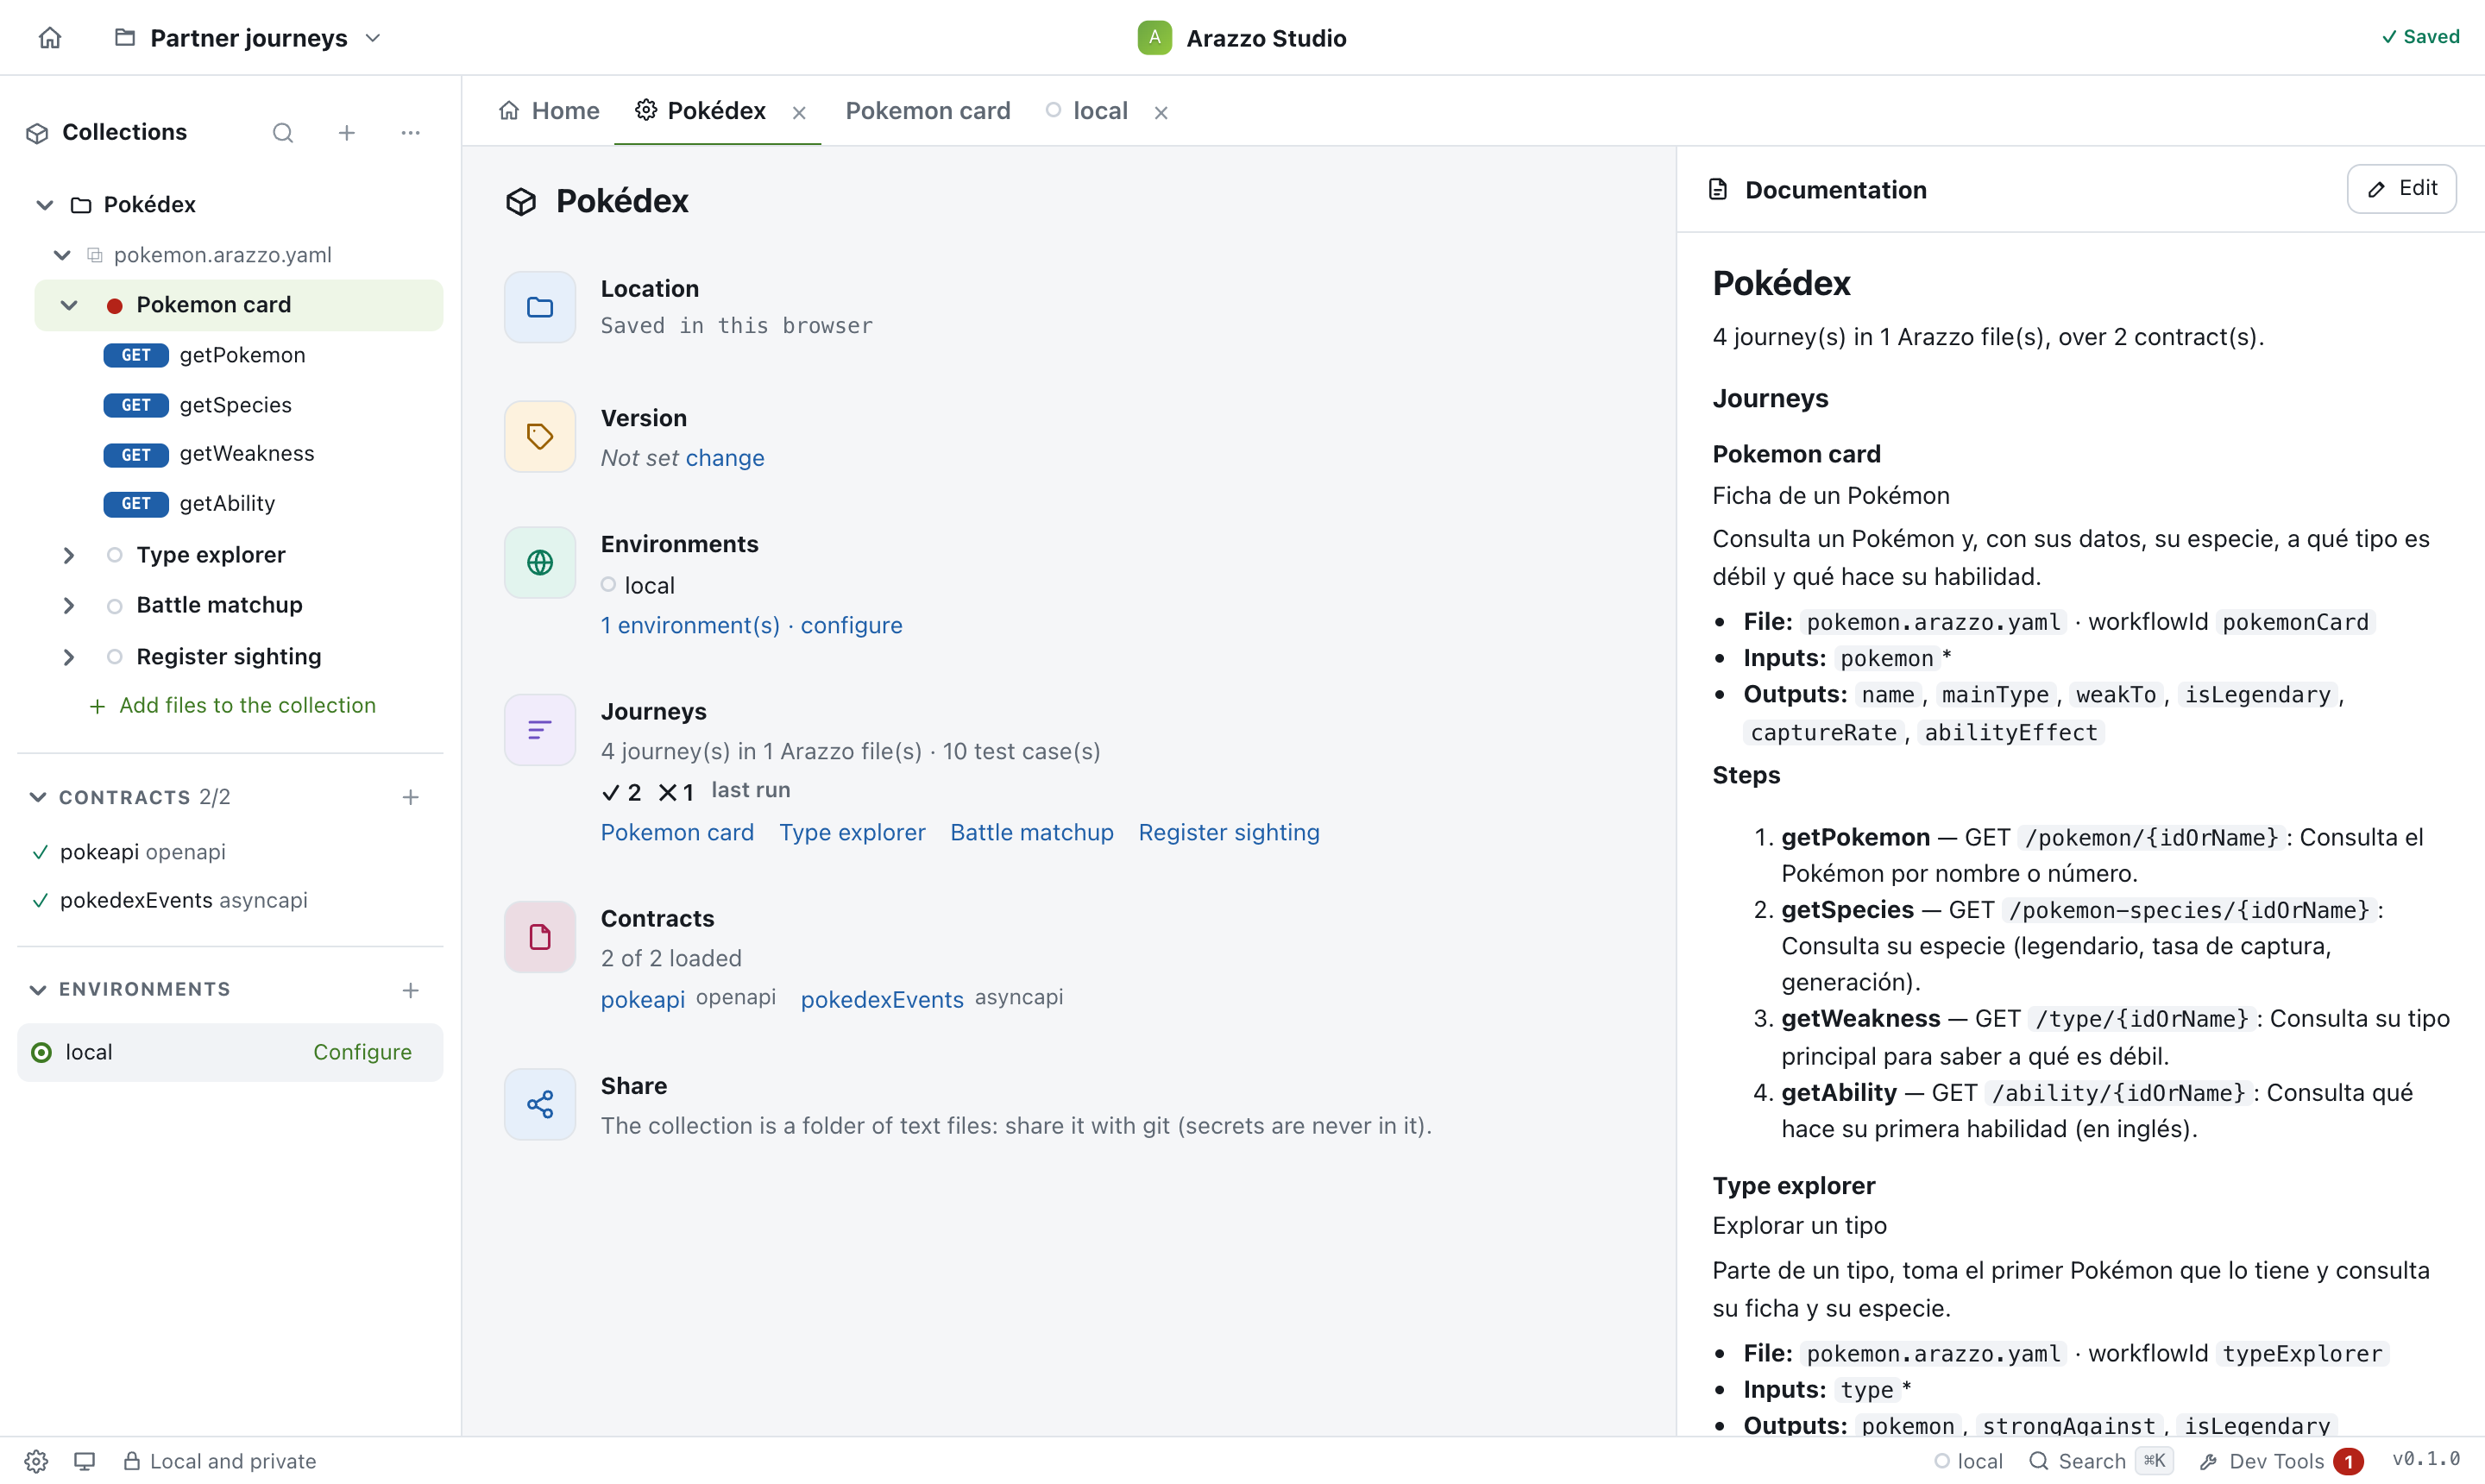 Partner journeys
A Arazzo Studio
✓ Saved
Collections
Pokédex
pokemon.arazzo.yaml
Pokemon card
GET getPokemon
GET getSpecies
GET getWeakness
GET getAbility
Type explorer
Battle matchup
Register sighting
+ Add files to the collection
CONTRACTS 2/2
✓ pokeapi openapi
✓ pokedexEvents asyncapi
ENVIRONMENTS
local Configure
Home Pokédex × Pokemon card local ×
Pokédex
Location
Saved in this browser
Version
Not set change
Environments
local
1 environment(s) · configure
Journeys
4 journey(s) in 1 Arazzo file(s) · 10 test case(s)
✓ 2 ✕ 1 last run
Pokemon card Type explorer Battle matchup Register sighting
Contracts
2 of 2 loaded
pokeapi openapi pokedexEvents asyncapi
Share
The collection is a folder of text files: share it with git (secrets are never in it).
Documentation
Edit
Pokédex
4 journey(s) in 1 Arazzo file(s), over 2 contract(s).
Journeys
Pokemon card
Ficha de un Pokémon
Consulta un Pokémon y, con sus datos, su especie, a qué tipo es
débil y qué hace su habilidad.
• File: pokemon.arazzo.yaml · workflowId pokemonCard
• Inputs: pokemon*
• Outputs: name, mainType, weakTo, isLegendary,
captureRate, abilityEffect
Steps
1. getPokemon — GET /pokemon/{idOrName}: Consulta el
Pokémon por nombre o número.
2. getSpecies — GET /pokemon-species/{idOrName}:
Consulta su especie (legendario, tasa de captura,
generación).
3. getWeakness — GET /type/{idOrName}: Consulta su tipo
principal para saber a qué es débil.
4. getAbility — GET /ability/{idOrName}: Consulta qué
hace su primera habilidad (en inglés).
Type explorer
Explorar un tipo
Parte de un tipo, toma el primer Pokémon que lo tiene y consulta
su ficha y su especie.
• File: pokemon.arazzo.yaml · workflowId typeExplorer
• Inputs: type*
• Outputs: pokemon, strongAgainst, isLegendary
Local and private
local Search ⌘K Dev Tools 1 v0.1.0